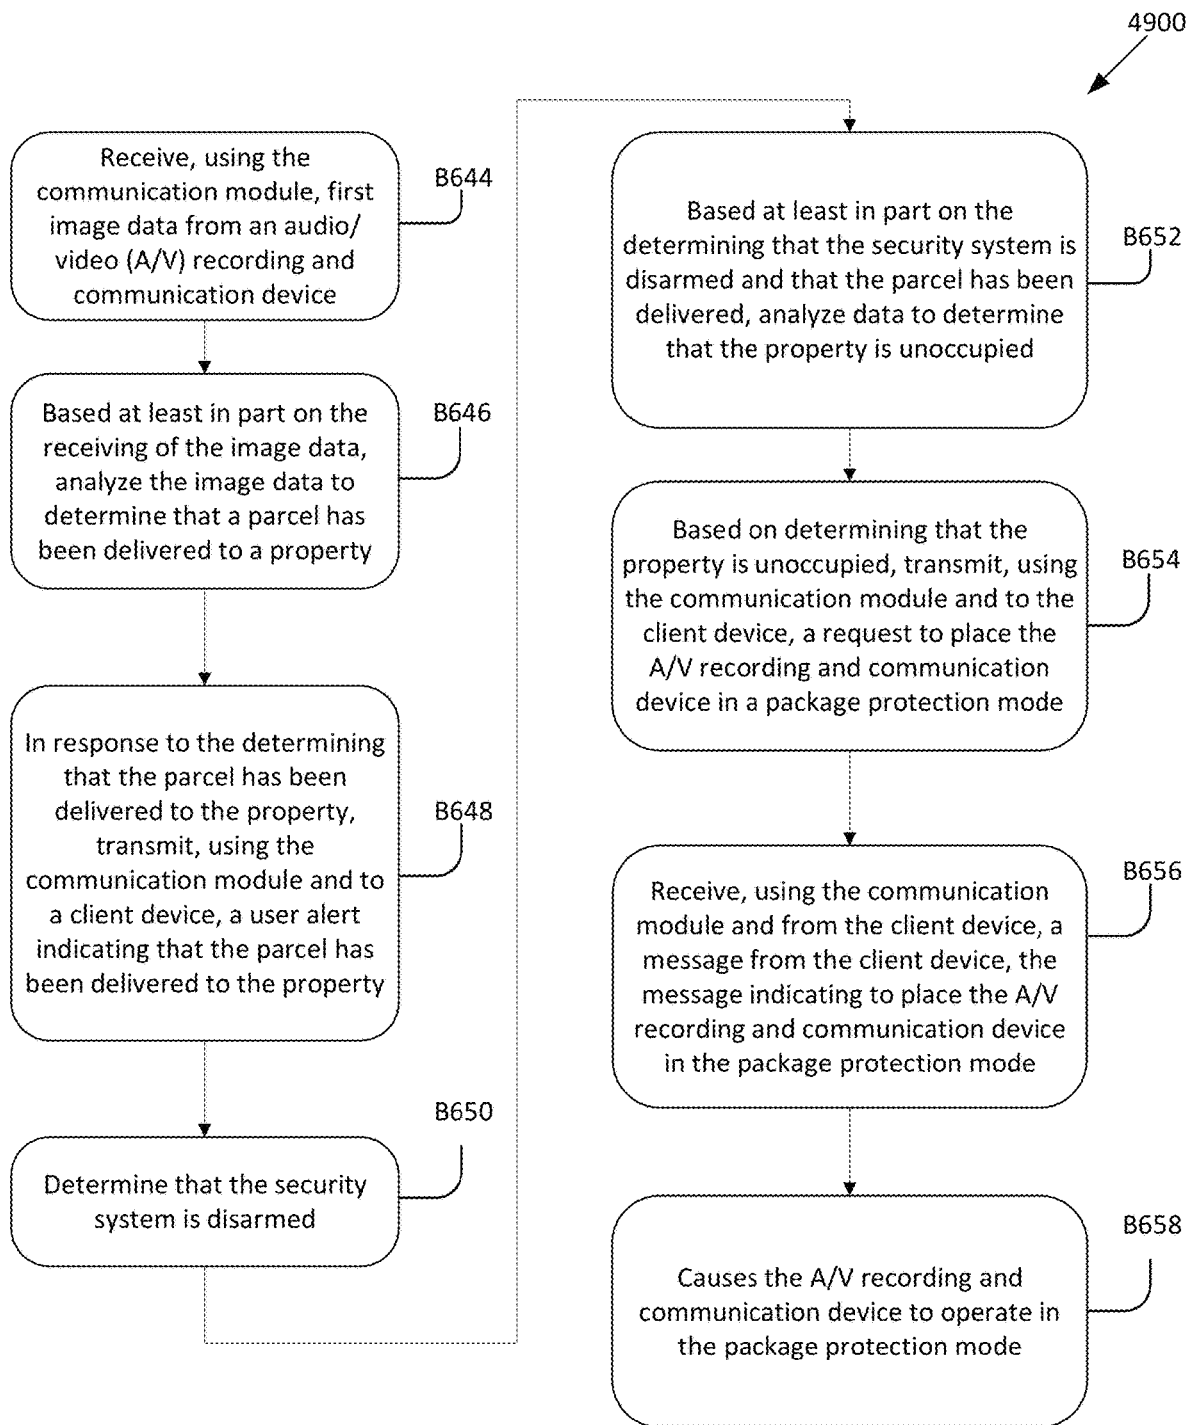 4900
Receive, using the
communication module, first
image data from an audio/
video (A/V) recording and
communication device
B644
Based at least in part on the
receiving of the image data,
analyze the image data to
determine that a parcel has
been delivered to a property
B646
In response to the determining
that the parcel has been
delivered to the property,
transmit, using the
communication module and to
a client device, a user alert
indicating that the parcel has
been delivered to the property
B648
Determine that the security
system is disarmed
B650
Based at least in part on the
determining that the security system is
disarmed and that the parcel has been
delivered, analyze data to determine
that the property is unoccupied
B652
Based on determining that the
property is unoccupied, transmit, using
the communication module and to the
client device, a request to place the
A/V recording and communication
device in a package protection mode
B654
Receive, using the communication
module and from the client device, a
message from the client device, the
message indicating to place the A/V
recording and communication device
in the package protection mode
B656
Causes the A/V recording and
communication device to operate in
the package protection mode
B658